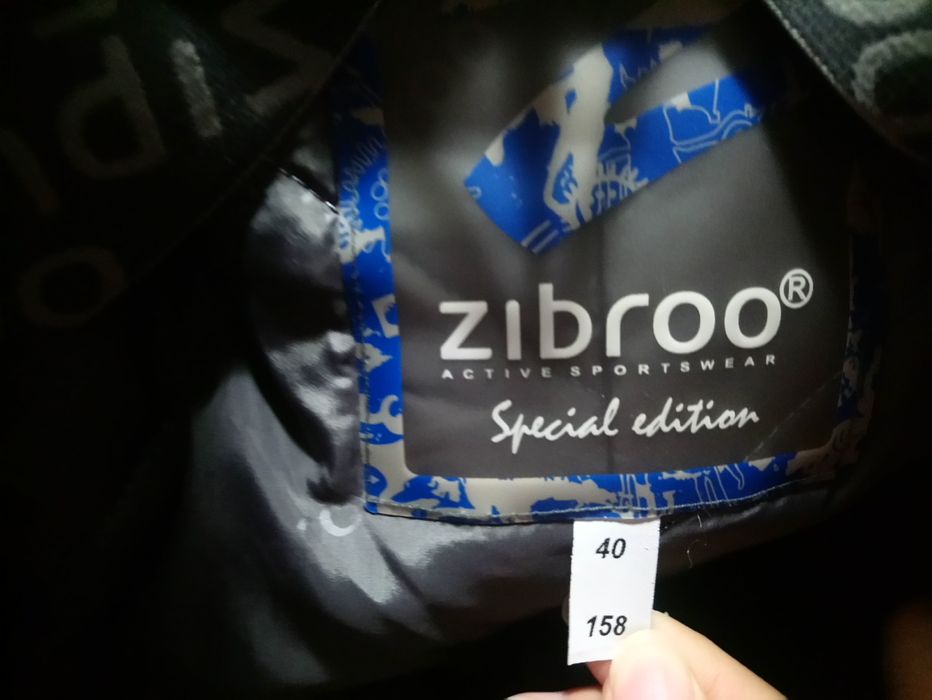 zibroo®
ACTIVE SPORTSWEAR
Special edition
40
158